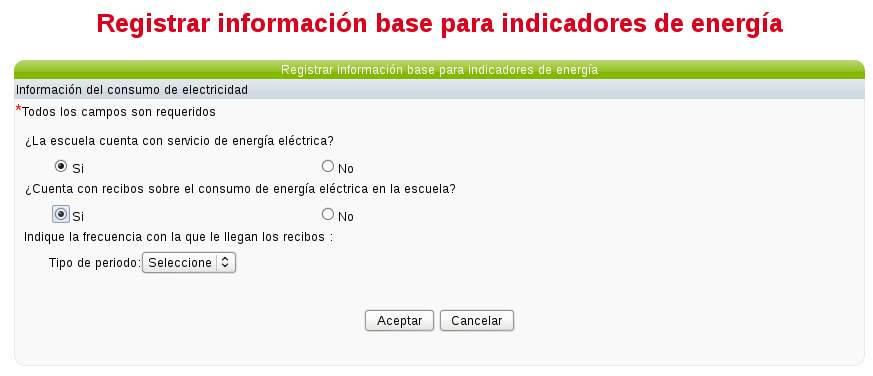 Registrar información base para indicadores de energía
Registrar información base para indicadores de energía
Información del consumo de electricidad
*Todos los campos son requeridos
¿La escuela cuenta con servicio de energía eléctrica?
Si No
¿Cuenta con recibos sobre el consumo de energía eléctrica en la escuela?
Si No
Indique la frecuencia con la que le llegan los recibos :
Tipo de periodo: Seleccione
Aceptar Cancelar